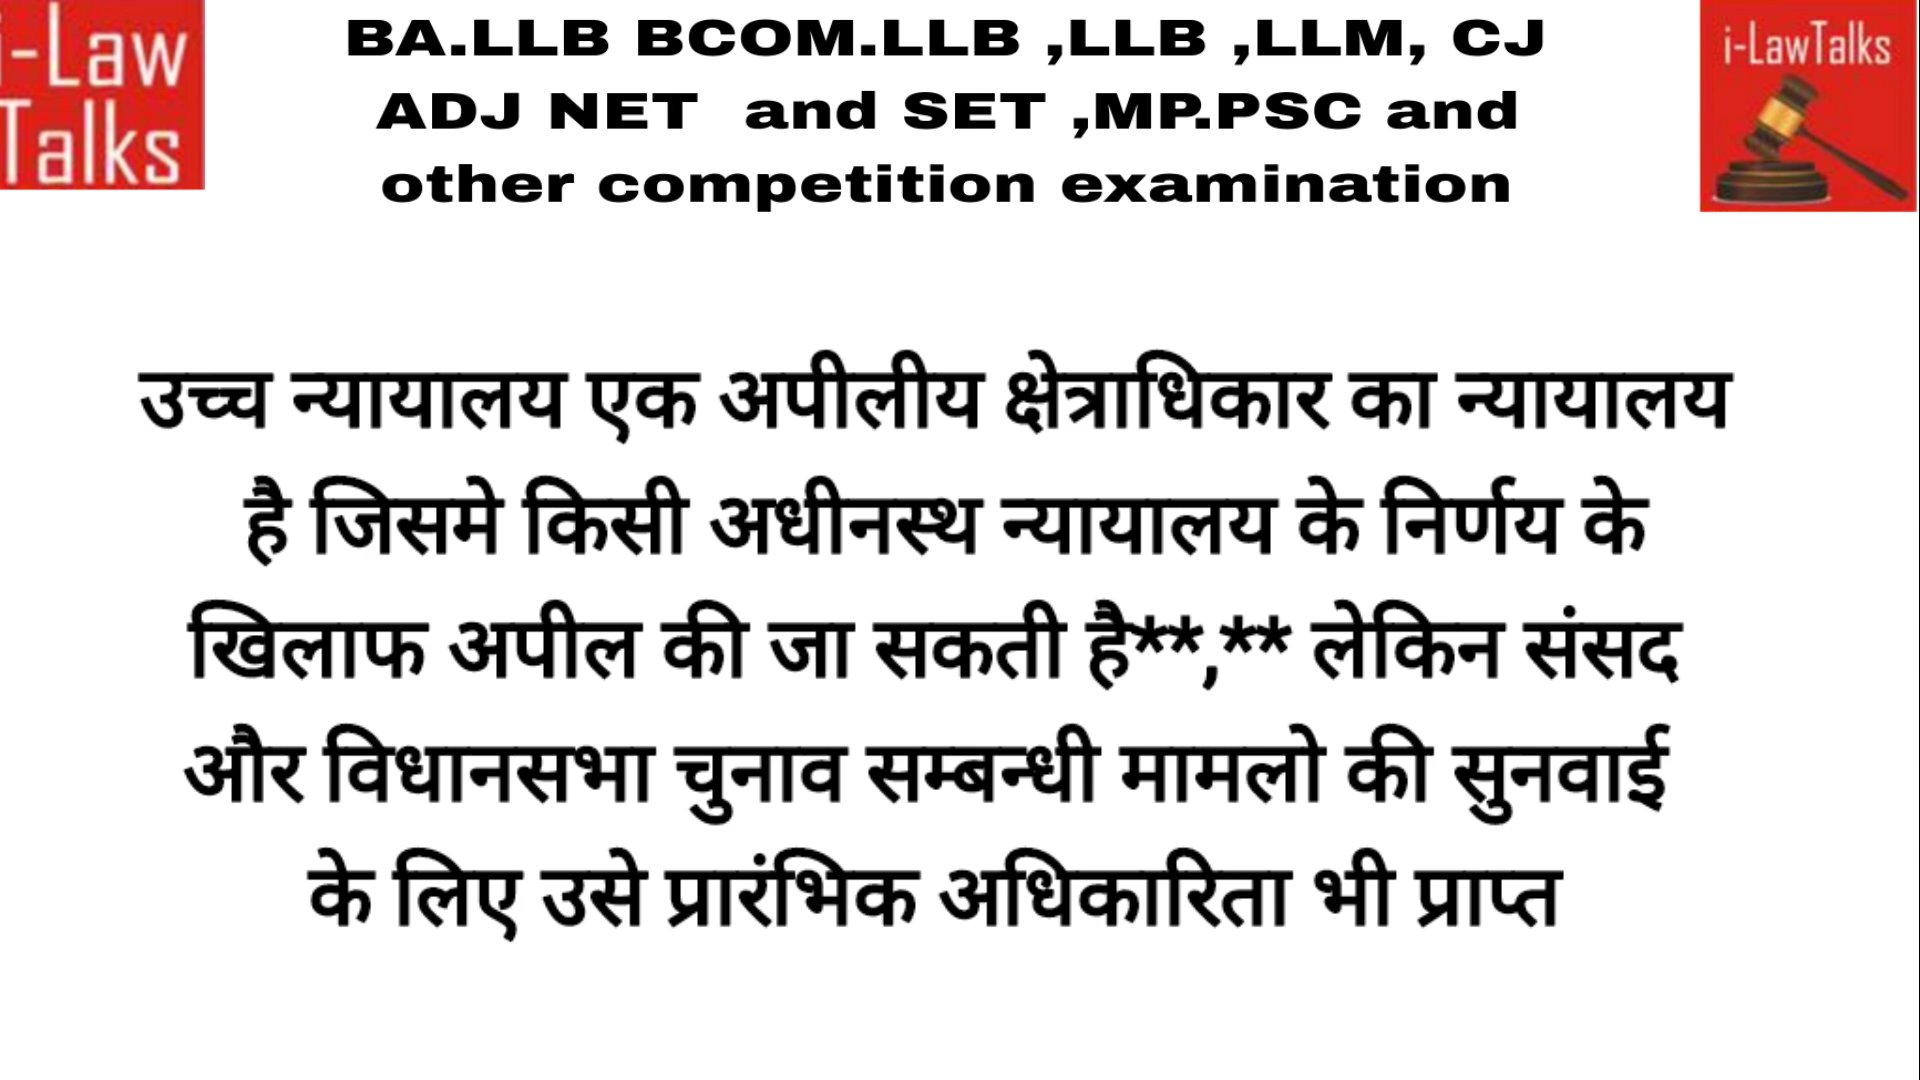 i-Law
Talks
BA.LLB BCOM.LLB ,LLB ,LLM, CJ
ADJ NET and SET ,MP.PSC and
other competition examination
i-LawTalks
उच्च न्यायालय एक अपीलीय क्षेत्राधिकार का न्यायालय
है जिसमे किसी अधीनस्थ न्यायालय के निर्णय के
खिलाफ अपील की जा सकती है**,** लेकिन संसद
और विधानसभा चुनाव सम्बन्धी मामलो की सुनवाई
के लिए उसे प्रारंभिक अधिकारिता भी प्राप्त